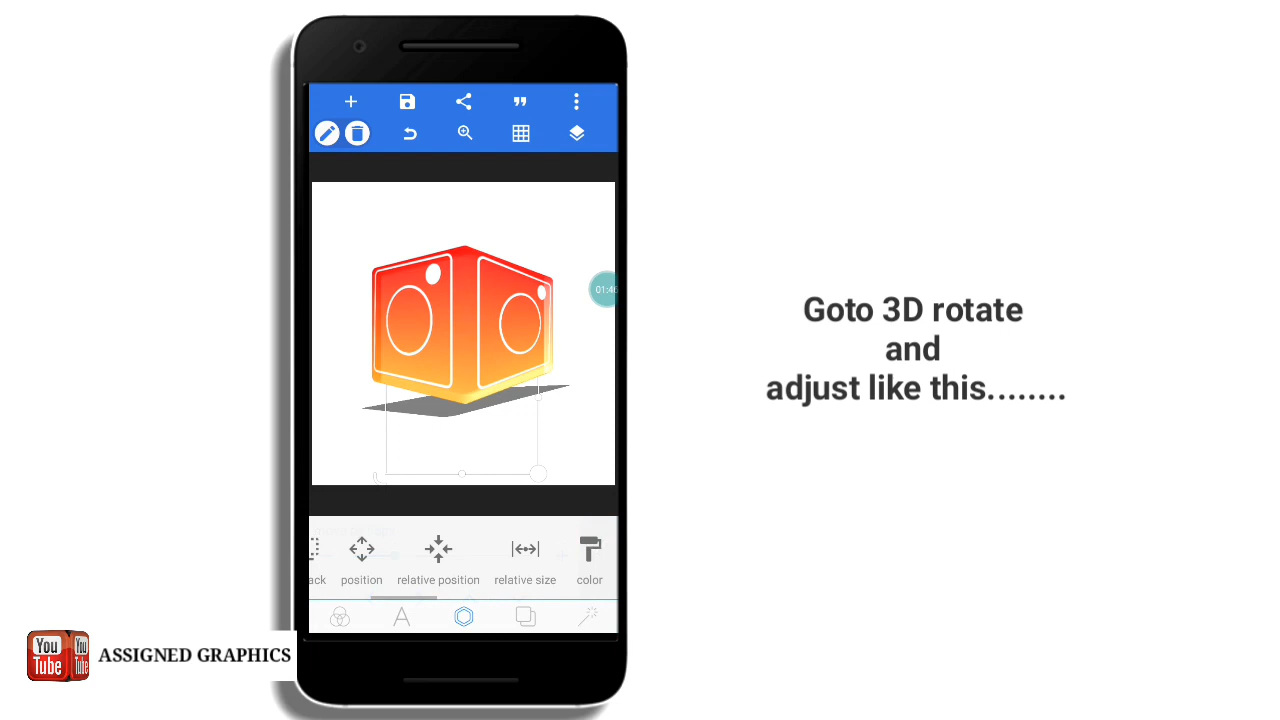 01:46
Goto 3D rotate
and
adjust like this........
ack position relative position relative size color
You
Tube
You
Tube
ASSIGNED GRAPHICS